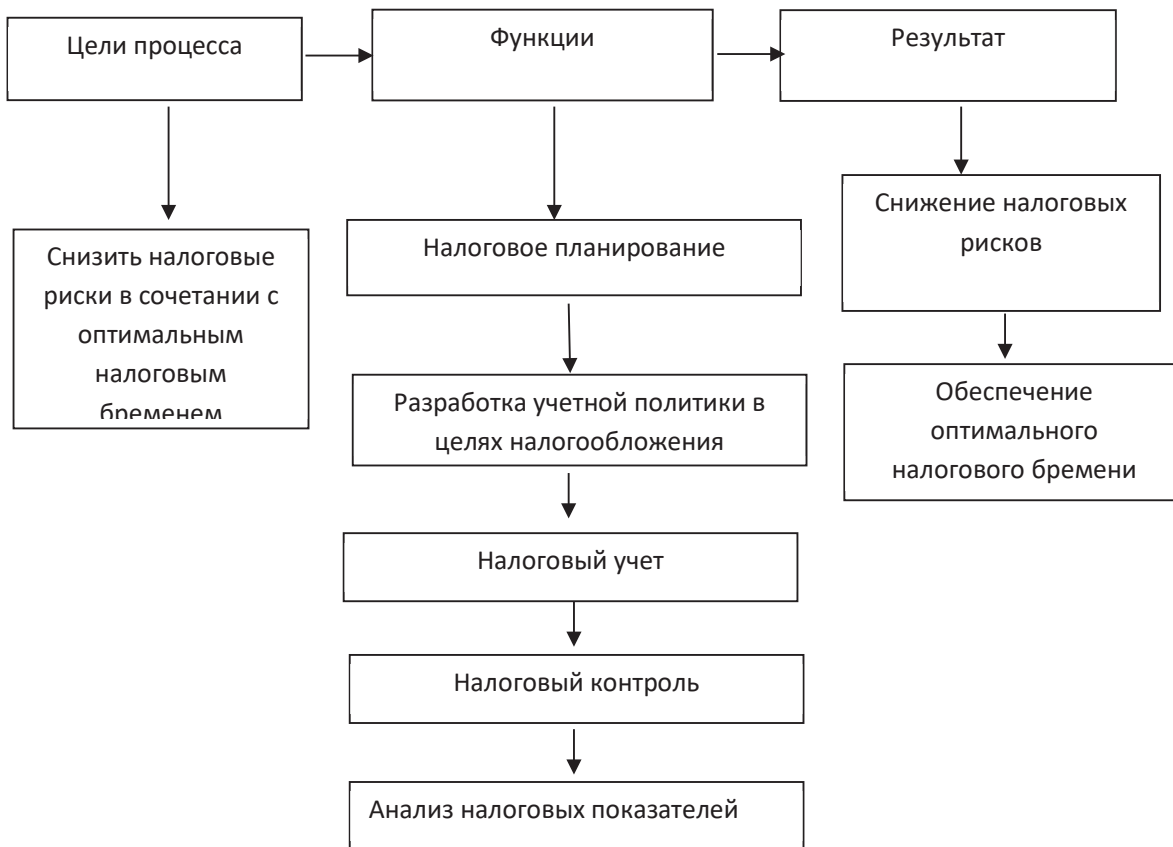 Цели процесса
Функции
Результат
Снизить налоговые
риски в сочетании с
оптимальным
налоговым
бременем
Налоговое планирование
Разработка учетной политики в
целях налогообложения
Налоговый учет
Налоговый контроль
Анализ налоговых показателей
Снижение налоговых
рисков
Обеспечение
оптимального
налогового бремени